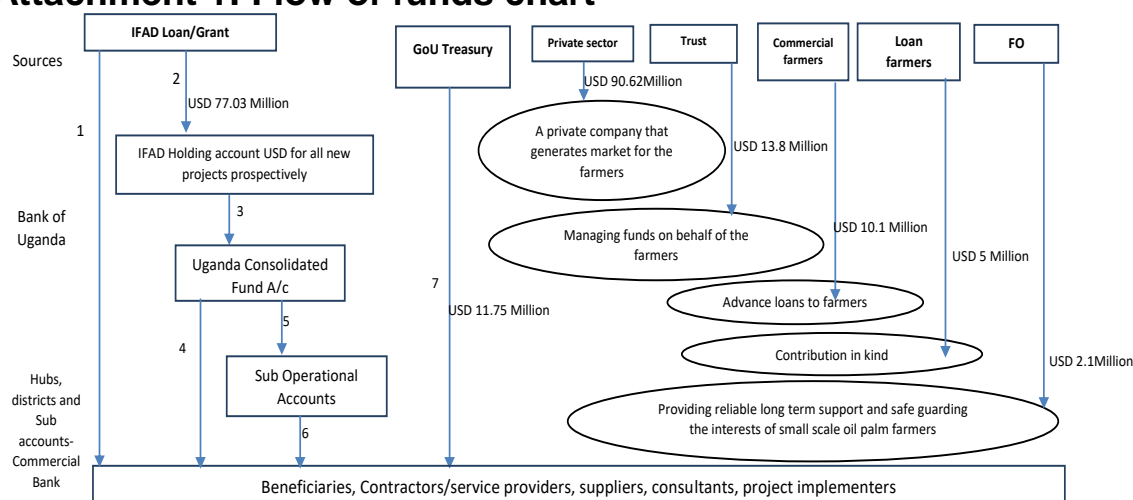 Attachment 1: Flow of funds chart
IFAD Loan/Grant
GoU Treasury
Private sector
Trust
Commercial
farmers
Loan
farmers
FO
Sources
2
USD 77.03 Million
USD 90.62Million
1
IFAD Holding account USD for all new
projects prospectively
A private company that
generates market for the
farmers
USD 13.8 Million
Bank of
Uganda
3
Managing funds on behalf of the
farmers
USD 10.1 Million
USD 5 Million
Uganda Consolidated
Fund A/c
7
USD 11.75 Million
Advance loans to farmers
4
5
Contribution in kind
USD 2.1Million
Sub Operational
Accounts
Hubs,
districts and
Sub
accounts-
Commercial
Bank
6
Providing reliable long term support and safe guarding
the interests of small scale oil palm farmers
Beneficiaries, Contractors/service providers, suppliers, consultants, project implementers